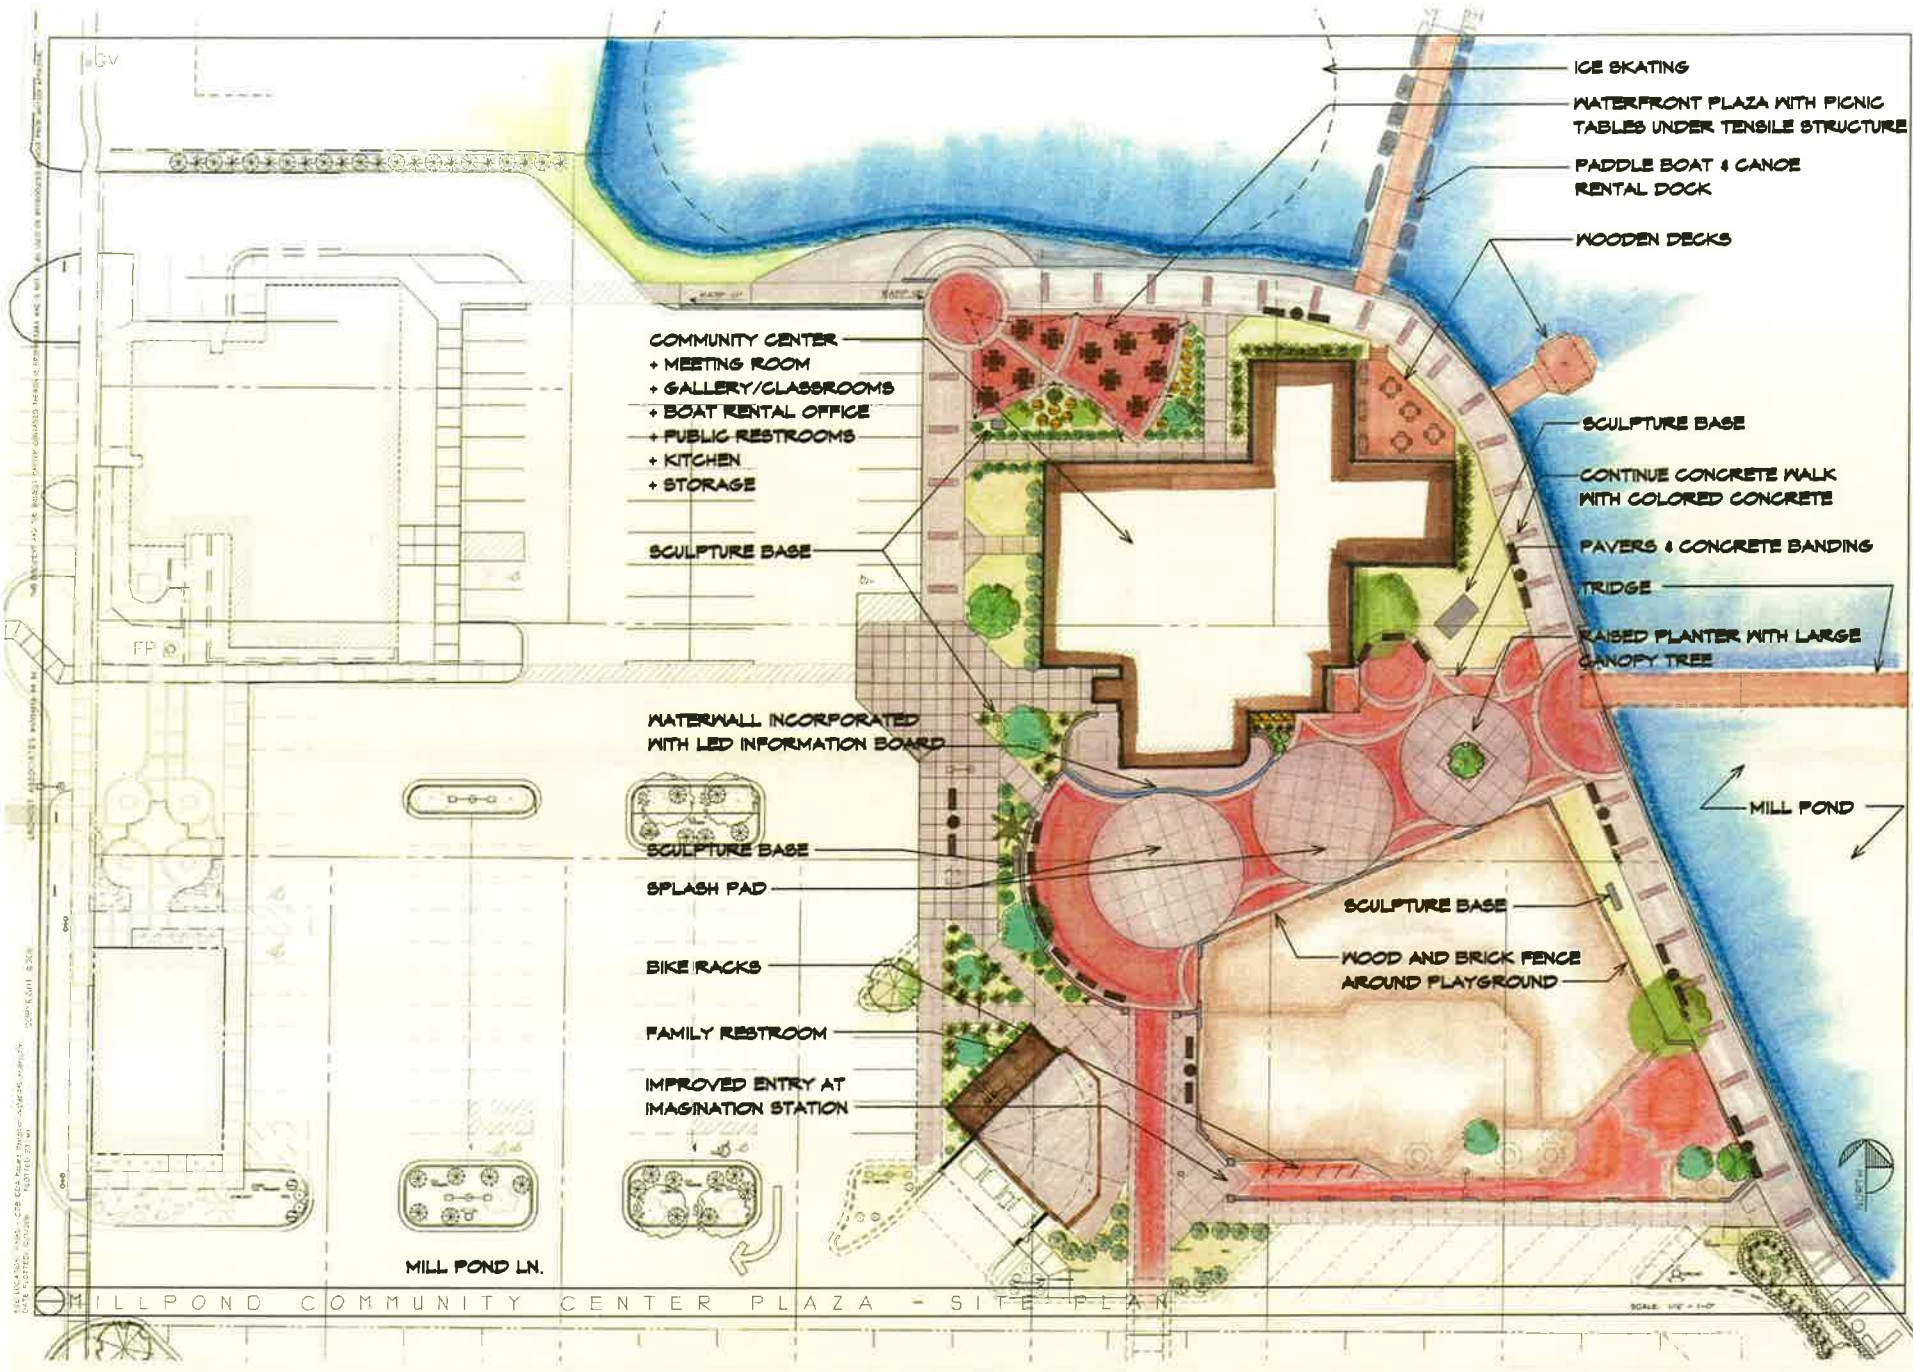 GV
ICE SKATING
WATERFRONT PLAZA WITH PICNIC
TABLES UNDER TENSILE STRUCTURE
PADDLE BOAT & CANOE
RENTAL DOCK
WOODEN DECKS
COMMUNITY CENTER
+ MEETING ROOM
+ GALLERY/CLASSROOMS
+ BOAT RENTAL OFFICE
+ PUBLIC RESTROOMS
+ KITCHEN
+ STORAGE
SCULPTURE BASE
SCULPTURE BASE
CONTINUE CONCRETE WALK
WITH COLORED CONCRETE
PAVERS & CONCRETE BANDING
TRIDGE
RAISED PLANTER WITH LARGE
CANOPY TREE
FP
WATERWALL INCORPORATED
WITH LED INFORMATION BOARD
MILL POND
SCULPTURE BASE
SPLASH PAD
SCULPTURE BASE
WOOD AND BRICK FENCE
AROUND PLAYGROUND
BIKE RACKS
FAMILY RESTROOM
IMPROVED ENTRY AT
IMAGINATION STATION
NORTH
MILL POND LN.
MILLPOND COMMUNITY CENTER PLAZA - SITE PLAN
SCALE: